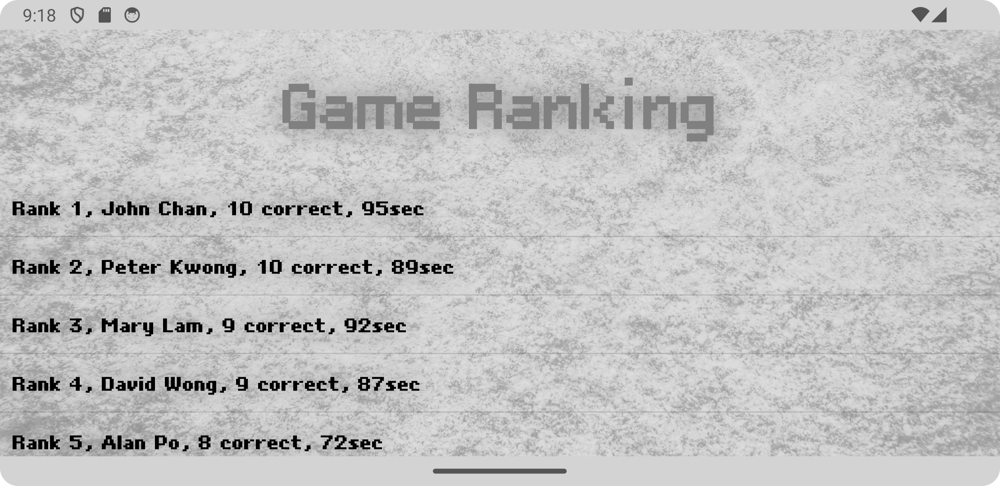 9:18
Game Ranking
Rank 1, John Chan, 10 correct, 95sec
Rank 2, Peter Kwong, 10 correct, 89sec
Rank 3, Mary Lam, 9 correct, 92sec
Rank 4, David Wong, 9 correct, 87sec
Rank 5, Alan Po, 8 correct, 72sec